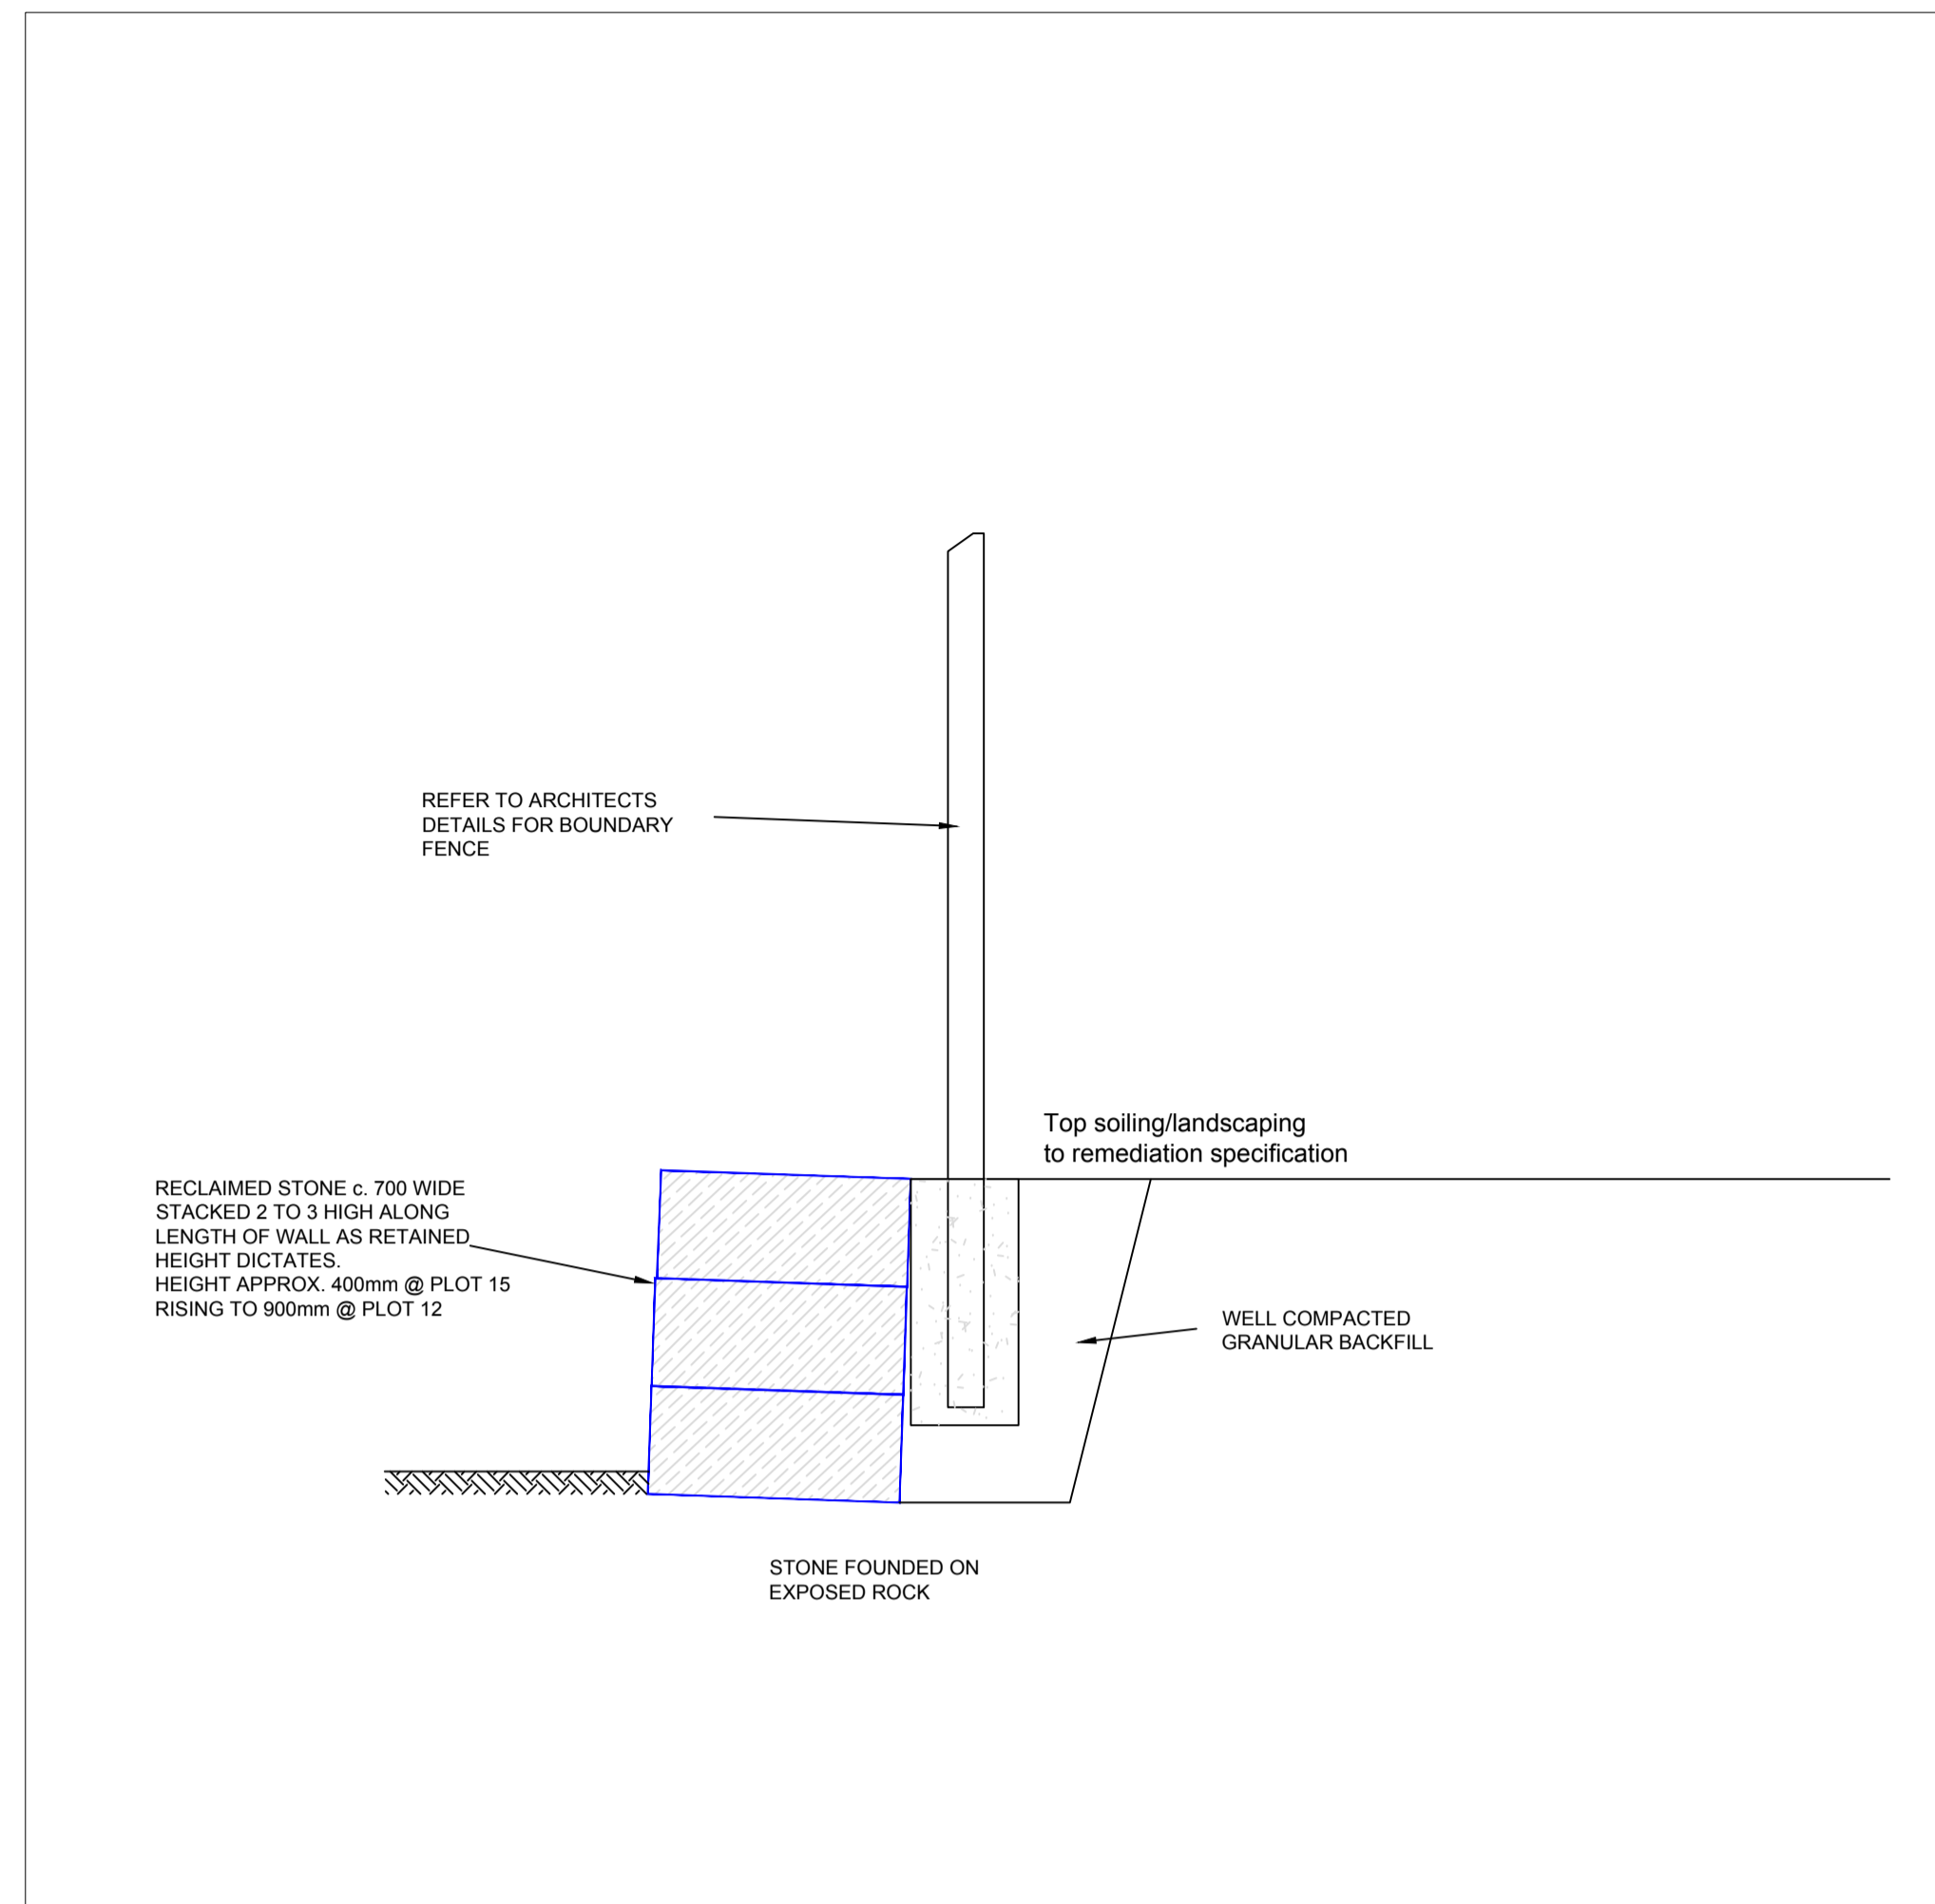 REFER TO ARCHITECTS
DETAILS FOR BOUNDARY
FENCE
Top soiling/landscaping
to remediation specification
RECLAIMED STONE c. 700 WIDE
STACKED 2 TO 3 HIGH ALONG
LENGTH OF WALL AS RETAINED
HEIGHT DICTATES.
HEIGHT APPROX. 400mm @ PLOT 15
RISING TO 900mm @ PLOT 12
WELL COMPACTED
GRANULAR BACKFILL
STONE FOUNDED ON
EXPOSED ROCK